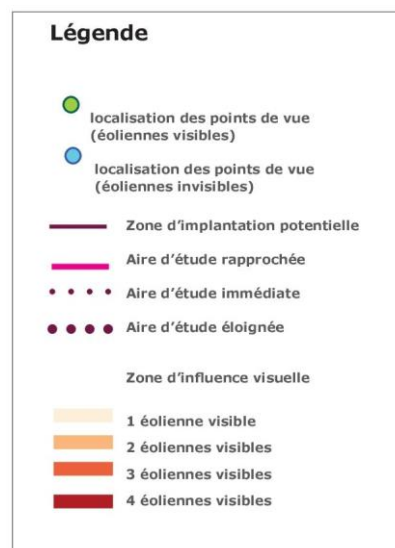 Légende
localisation des points de vue
(éoliennes visibles)
localisation des points de vue
(éoliennes invisibles)
Zone d'implantation potentielle
Aire d'étude rapprochée
Aire d'étude immédiate
Aire d'étude éloignée
Zone d'influence visuelle
1 éolienne visible
2 éoliennes visibles
3 éoliennes visibles
4 éoliennes visibles